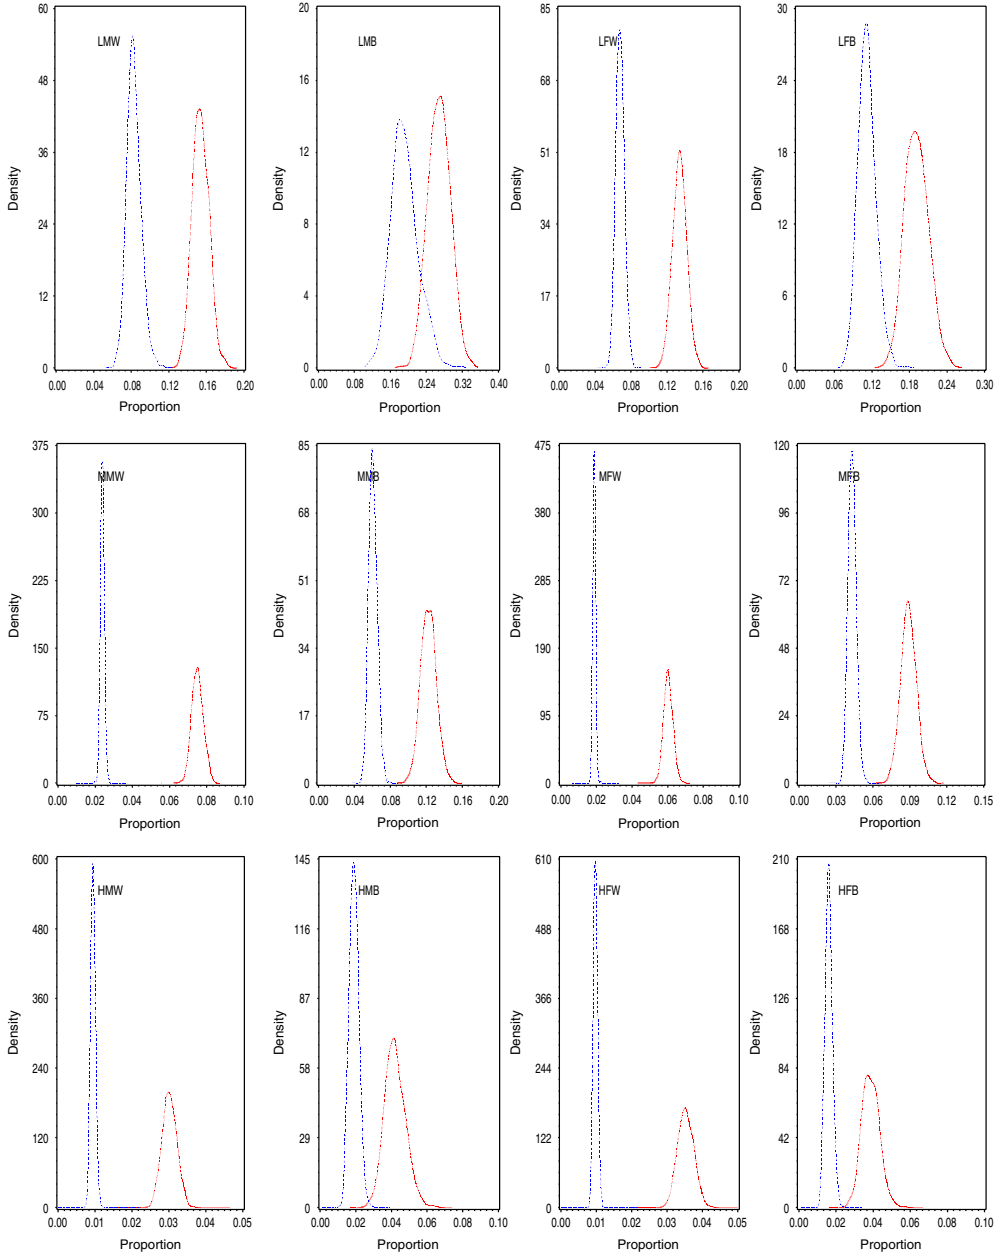 60
48
36
24
12
0
Density
LMW
0.00 0.04 0.08 0.12 0.16 0.20
Proportion
20
16
12
8
4
0
Density
LMB
0.00 0.08 0.16 0.24 0.32 0.40
Proportion
85
68
51
34
17
0
Density
LFW
0.00 0.04 0.08 0.12 0.16 0.20
Proportion
30
24
18
12
6
0
Density
LFB
0.00 0.06 0.12 0.18 0.24 0.30
Proportion
375
300
225
150
75
0
Density
MMW
0.00 0.02 0.04 0.06 0.08 0.10
Proportion
85
68
51
34
17
0
Density
MMB
0.00 0.04 0.08 0.12 0.16 0.20
Proportion
475
380
285
190
95
0
Density
MFW
0.00 0.02 0.04 0.06 0.08 0.10
Proportion
120
96
72
48
24
0
Density
MFB
0.00 0.03 0.06 0.09 0.12 0.15
Proportion
600
480
360
240
120
0
Density
HMW
0.00 0.01 0.02 0.03 0.04 0.05
Proportion
145
116
87
58
29
0
Density
HMB
0.00 0.02 0.04 0.06 0.08 0.10
Proportion
610
488
366
244
122
0
Density
HFW
0.00 0.01 0.02 0.03 0.04 0.05
Proportion
210
168
126
84
42
0
Density
HFB
0.00 0.02 0.04 0.06 0.08 0.10
Proportion